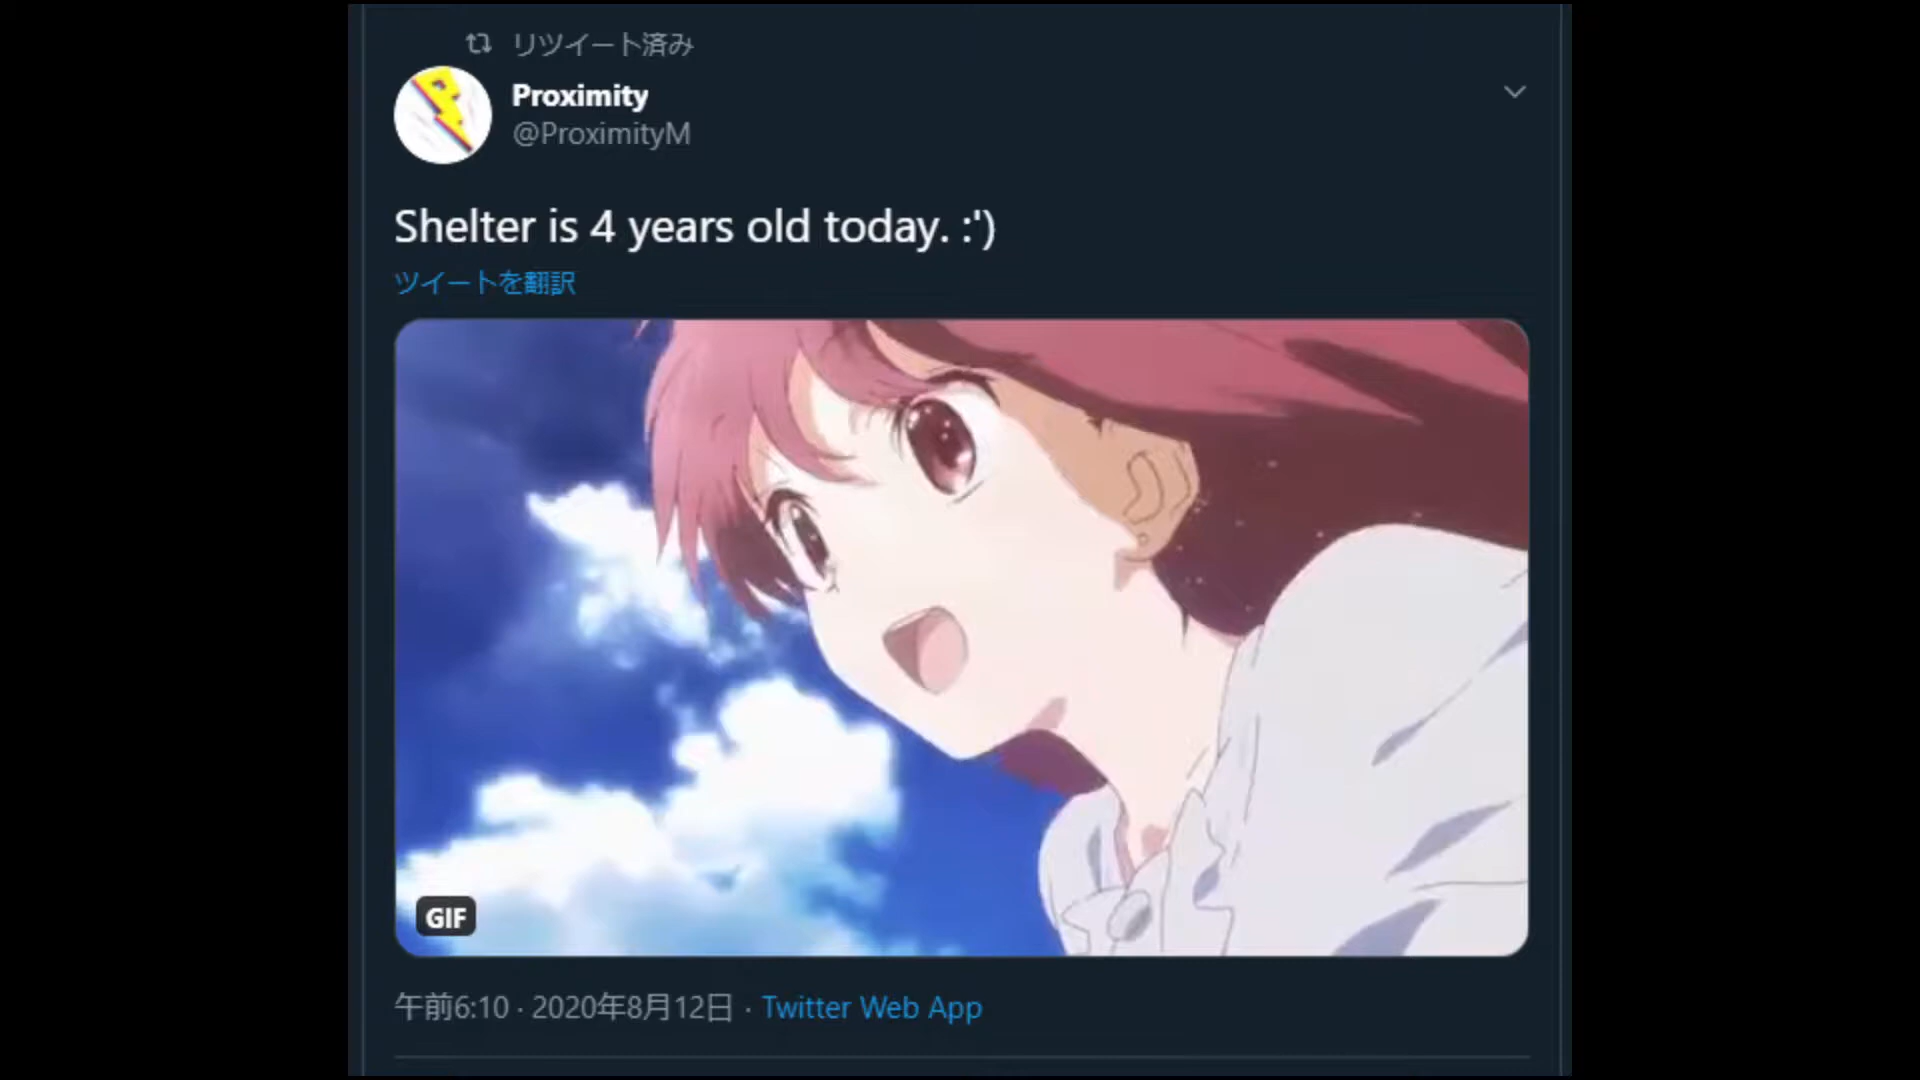 リツイート済み
Proximity
@ProximityM
Shelter is 4 years old today. :')
ツイートを翻訳
GIF
午前6:10 · 2020年8月12日 · Twitter Web App